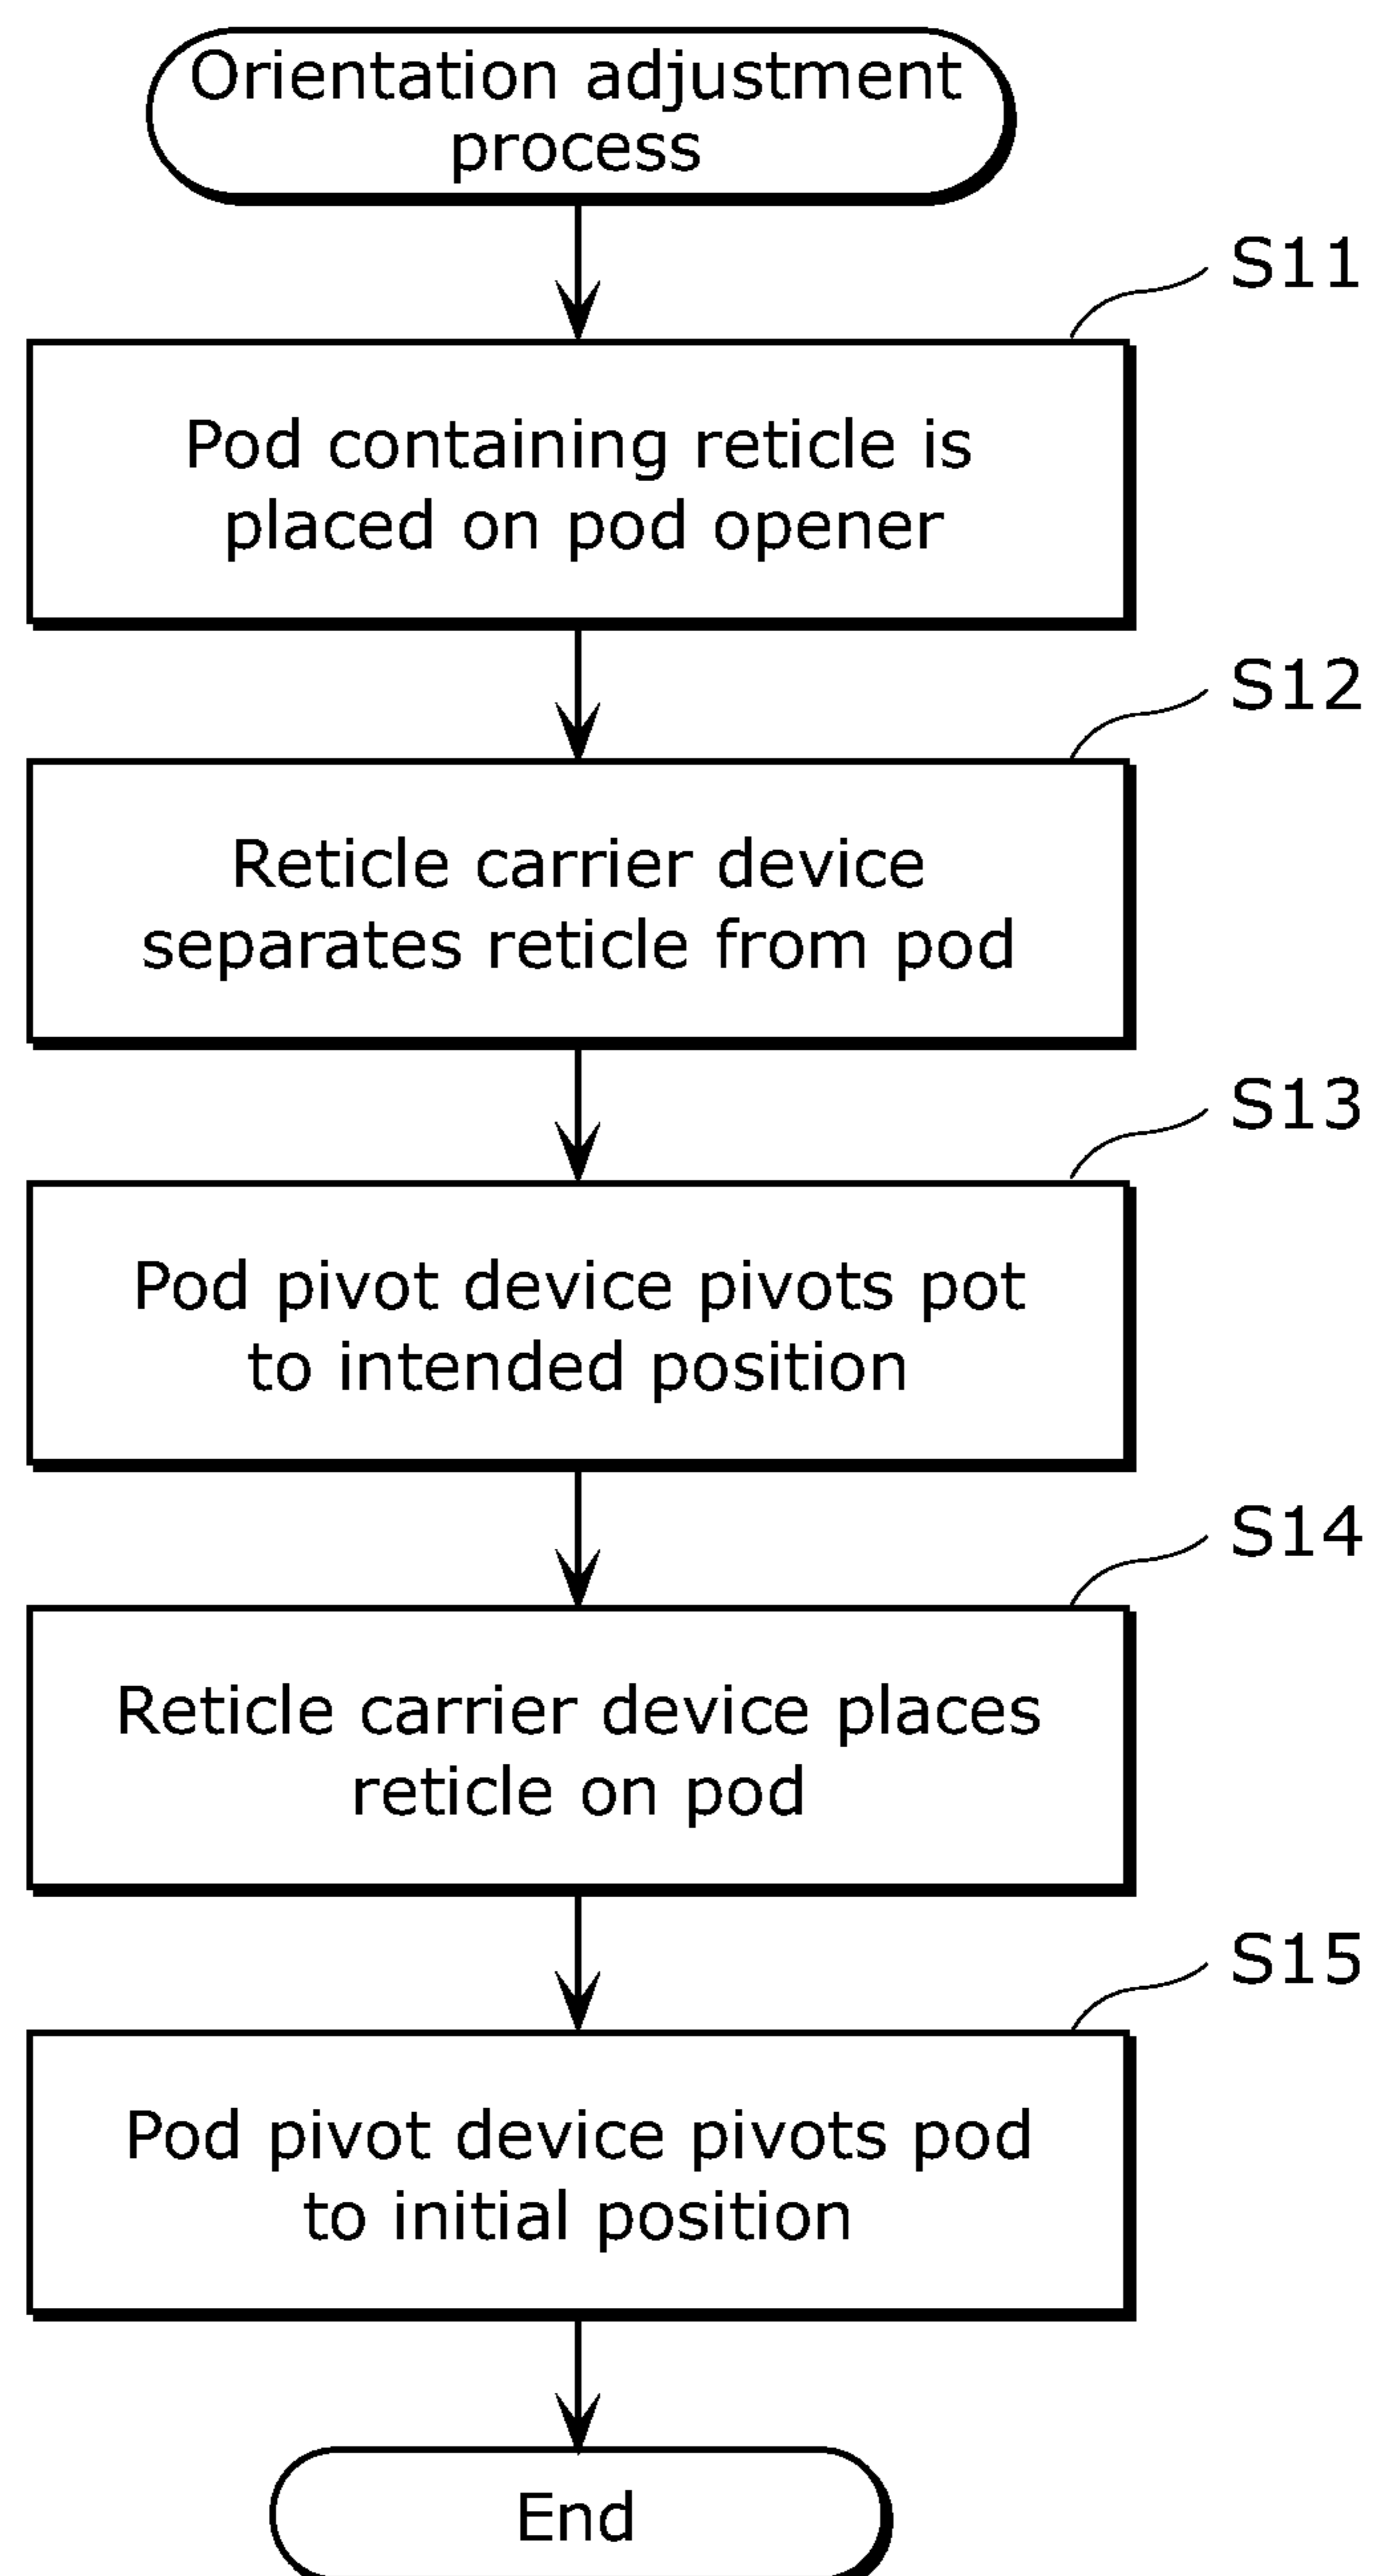 Orientation adjustment
process
S11
Pod containing reticle is
placed on pod opener
S12
Reticle carrier device
separates reticle from pod
S13
Pod pivot device pivots pot
to intended position
S14
Reticle carrier device places
reticle on pod
S15
Pod pivot device pivots pod
to initial position
End